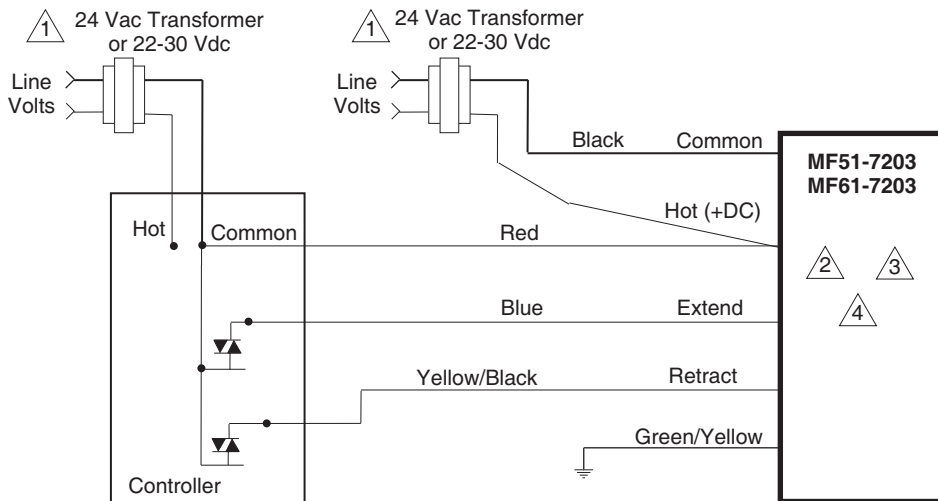 1
24 Vac Transformer
or 22-30 Vdc
Line
Volts
1
24 Vac Transformer
or 22-30 Vdc
Line
Volts
Black
Common
MF51-7203
MF61-7203
Hot (+DC)
Hot
Common
Red
2
3
4
Blue
Extend
Yellow/Black
Retract
Green/Yellow
Controller